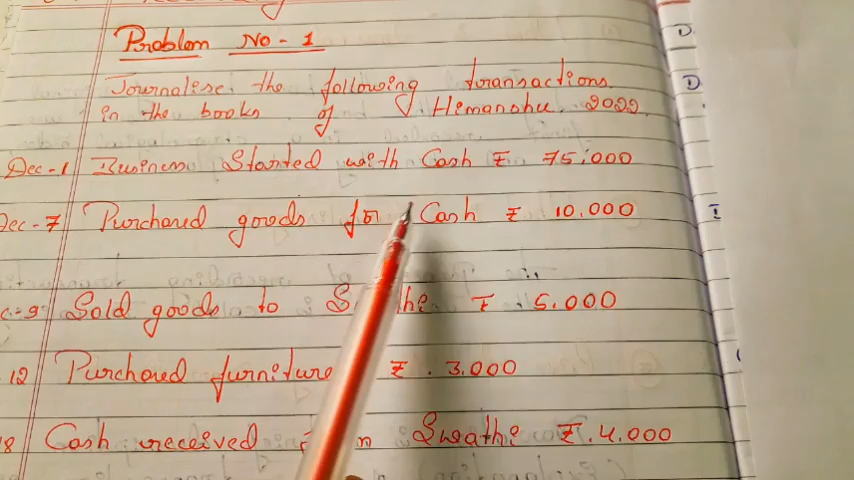 Problem No - 1
Journalise the following transactions
in the books of Himanshu 2022
Dec-1 Business Started with Cash ₹ 75,000
Dec-7 Purchased goods for Cash ₹ 10,000
9 Sold goods to ₹ 5,000
12 Purchased furniture ₹ 3,000
18 Cash received Swathi ₹ 4,000